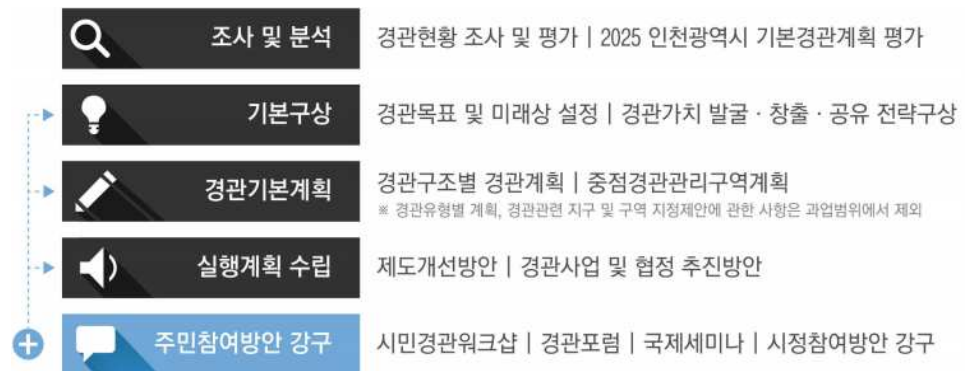 조사 및 분석 경관현황 조사 및 평가 | 2025 인천광역시 기본경관계획 평가
기본구상 경관목표 및 미래상 설정 | 경관가치 발굴 · 창출 · 공유 전략구상
경관기본계획 경관구조별 경관계획 | 중점경관관리구역계획
※ 경관유형별 계획, 경관관련 지구 및 구역 지정제안에 관한 사항은 과업범위에서 제외
실행계획 수립 제도개선방안 | 경관사업 및 협정 추진방안
주민참여방안 강구 시민경관워크샵 | 경관포럼 | 국제세미나 | 시정참여방안 강구